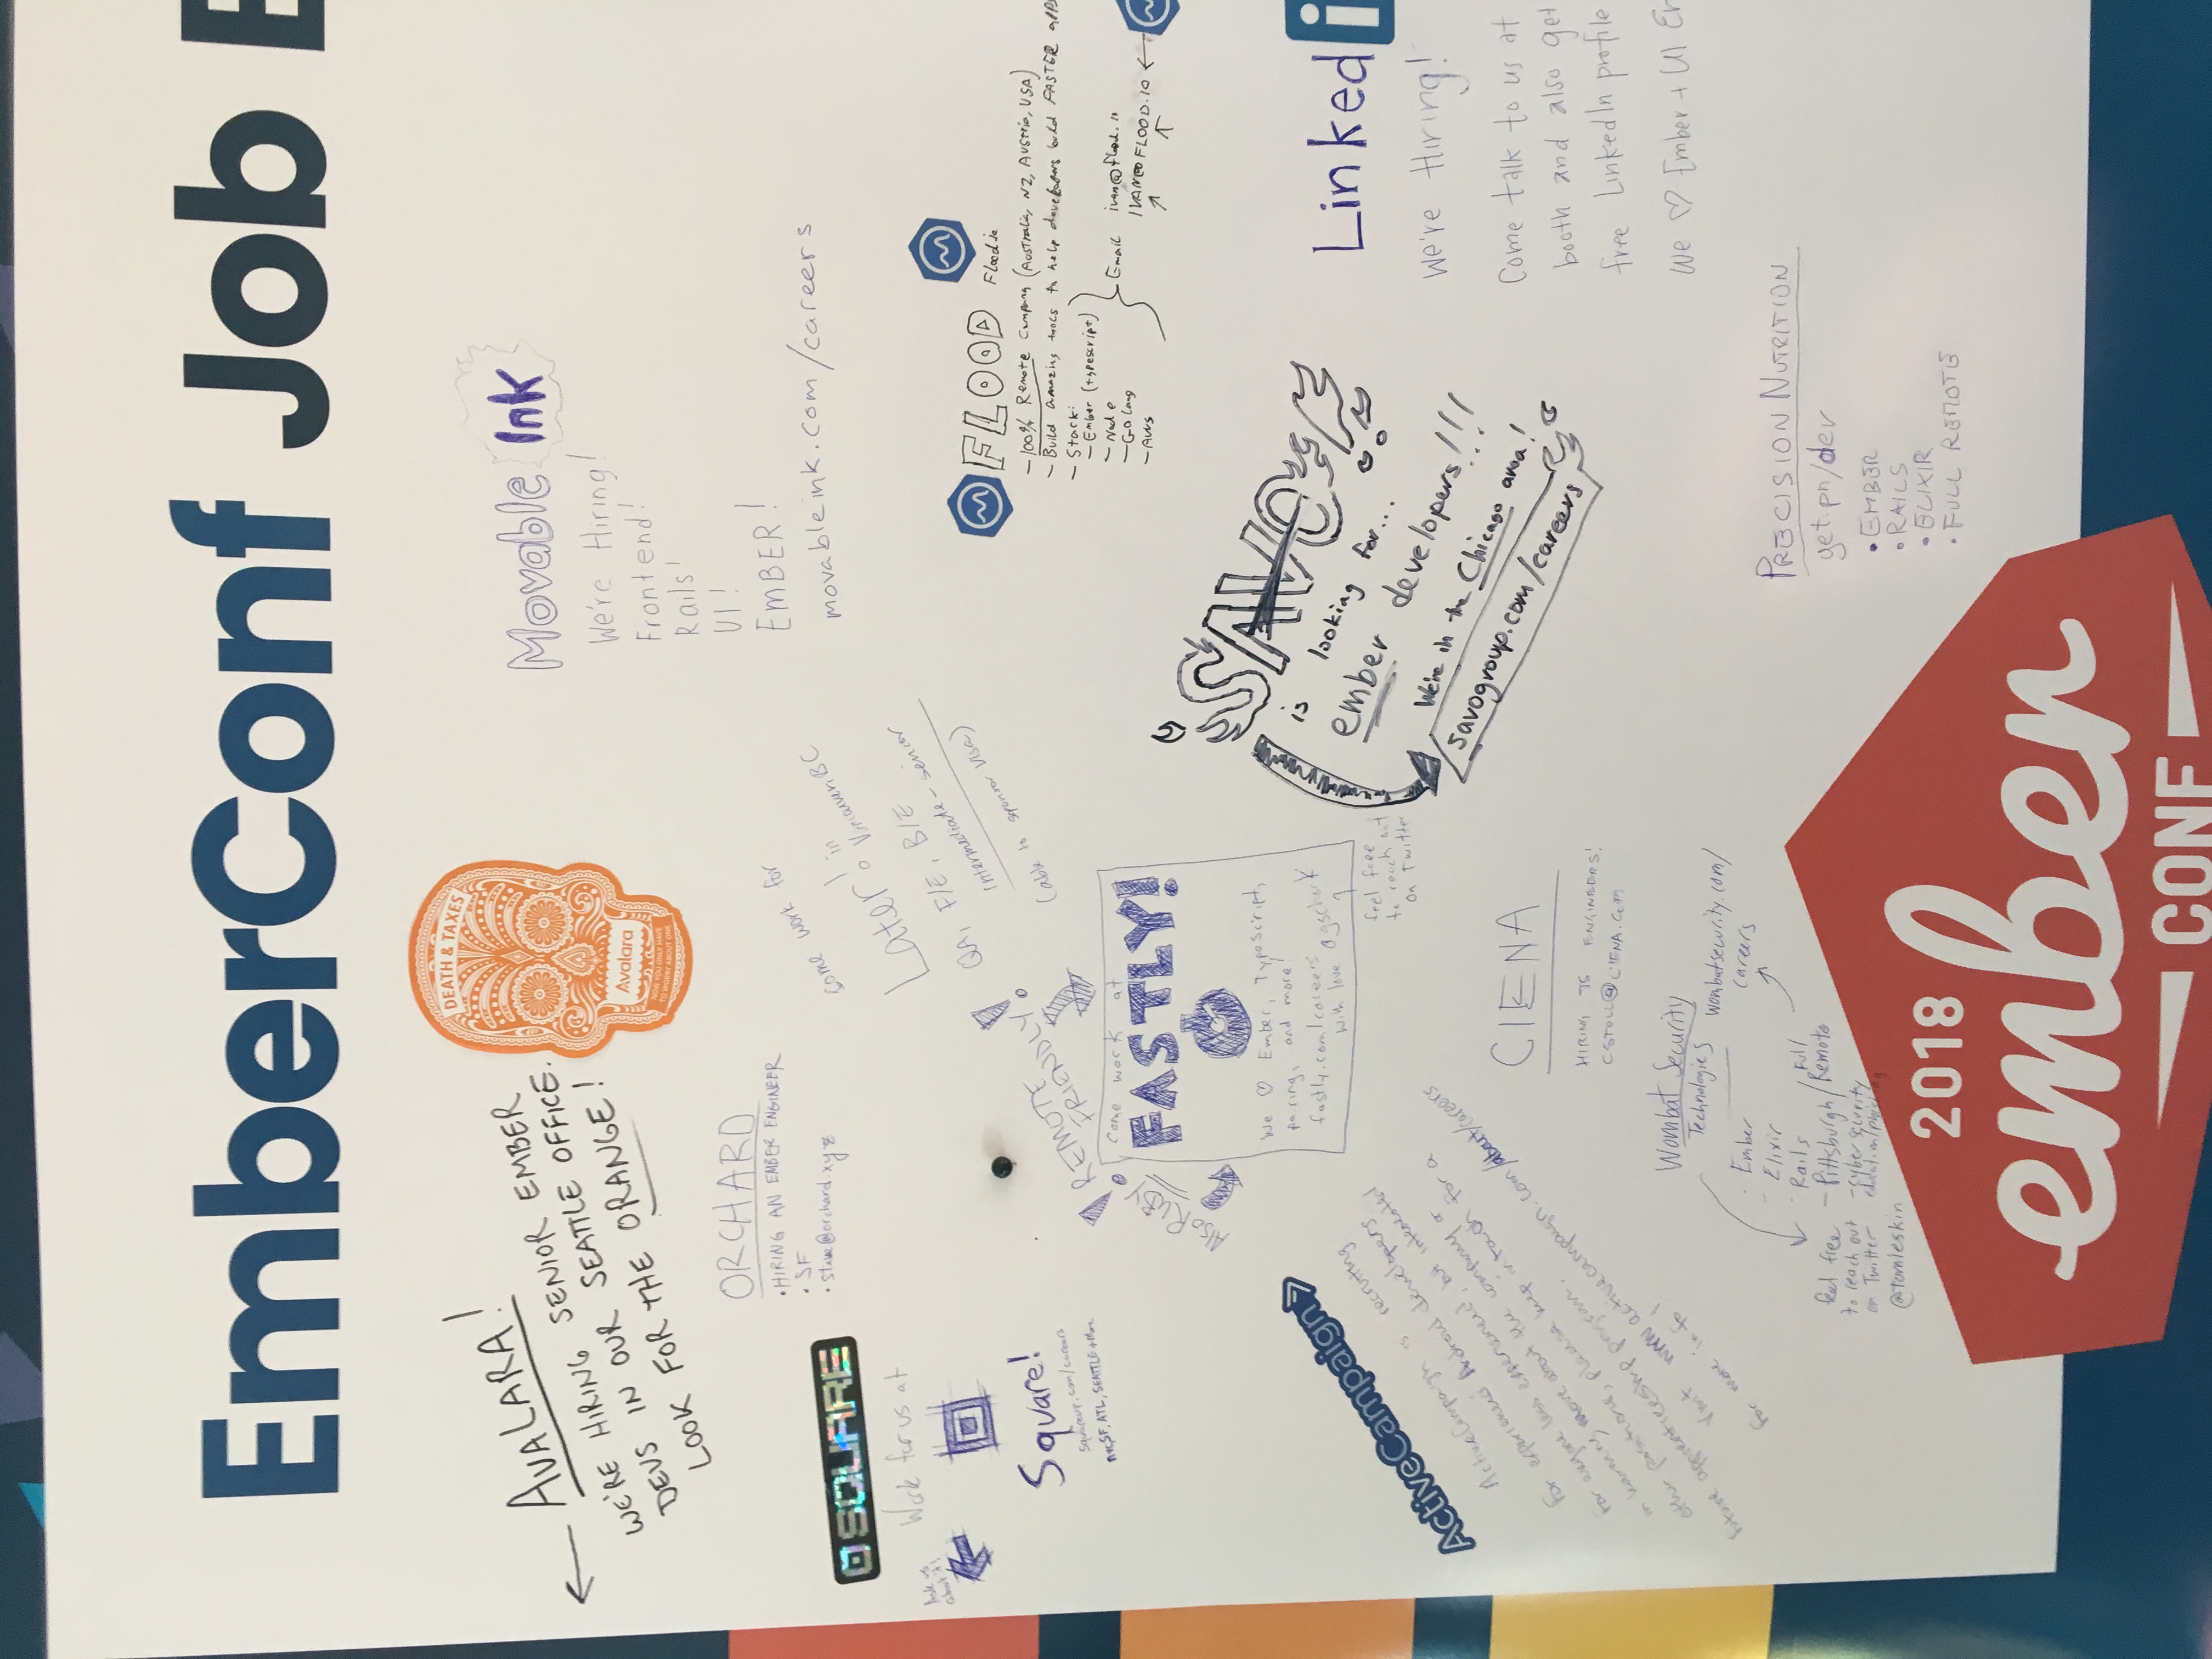 EmberConf Job
AVALARA!
WE'RE HIRING SENIOR EMBER
DEVS IN OUR SEATTLE OFFICE.
LOOK FOR THE ORANGE!
DEATH & TAXES
Avalara
NOW YOU ONLY HAVE
TO WORRY ABOUT ONE
Movable Ink
We're Hiring!
Frontend!
Rails!
UI!
EMBER!
movableink.com/careers
ORCHARD
• HIRING AN EMBER ENGINEER
• SF
• steve@orchard.xyz
SQUARE
Work for us at
Ask us
about it!
Square!
squareup.com/careers
NYC, SF, ATL, SEATTLE + More
come work for
Later! in
Vancouver BC
QA, F/E, B/E
intermediate - senior
(able to sponsor visa)
FLOOD
Flood.io
- 100% Remote Company (Australia, NZ, Austria, USA)
- Build amazing tools to help developers build FASTER apps
- Stack:
- Ember (typescript)
- Node
- GO lang
- AWS
Email ivan@flood.io
IVAN@FLOOD.IO
REMOTE
FRIENDLY!
ALSO RUBY!
Come work at
FASTLY!
We ♡ Ember, TypeScript,
pairing, and more!
fastly.com/careers
with love @gschork
feel free
to reach out
on Twitter
SAVO
is looking for...
ember developers!!!
We're in the Chicago area!
savogroup.com/careers
ActiveCampaign
ActiveCampaign is recruiting
for experienced Android developers
For anyone less experienced, but interested
in learning more about the company or
other positions, please keep in touch for a
future apprenticeship program.
Visit www.activecampaign.com/about/careers
for more info!
LinkedIn
We're Hiring!
Come talk to us at
booth and also get
free LinkedIn profile
We ♡ Ember + UI
CIENA
HIRING JS ENGINEERS!
CSTOLL@CIENA.COM
Wombat Security
Technologies
wombatsecurity.com/
careers
- Ember
- Elixir
- Rails
- Pittsburgh/Full Remote
- cyber security
education/phishing
feel free
to reach out
on Twitter
@tomleskin
PRECISION NUTRITION
get.pn/dev
• EMBER
• RAILS
• ELIXIR
• FULL REMOTE
2018
ember
CONF